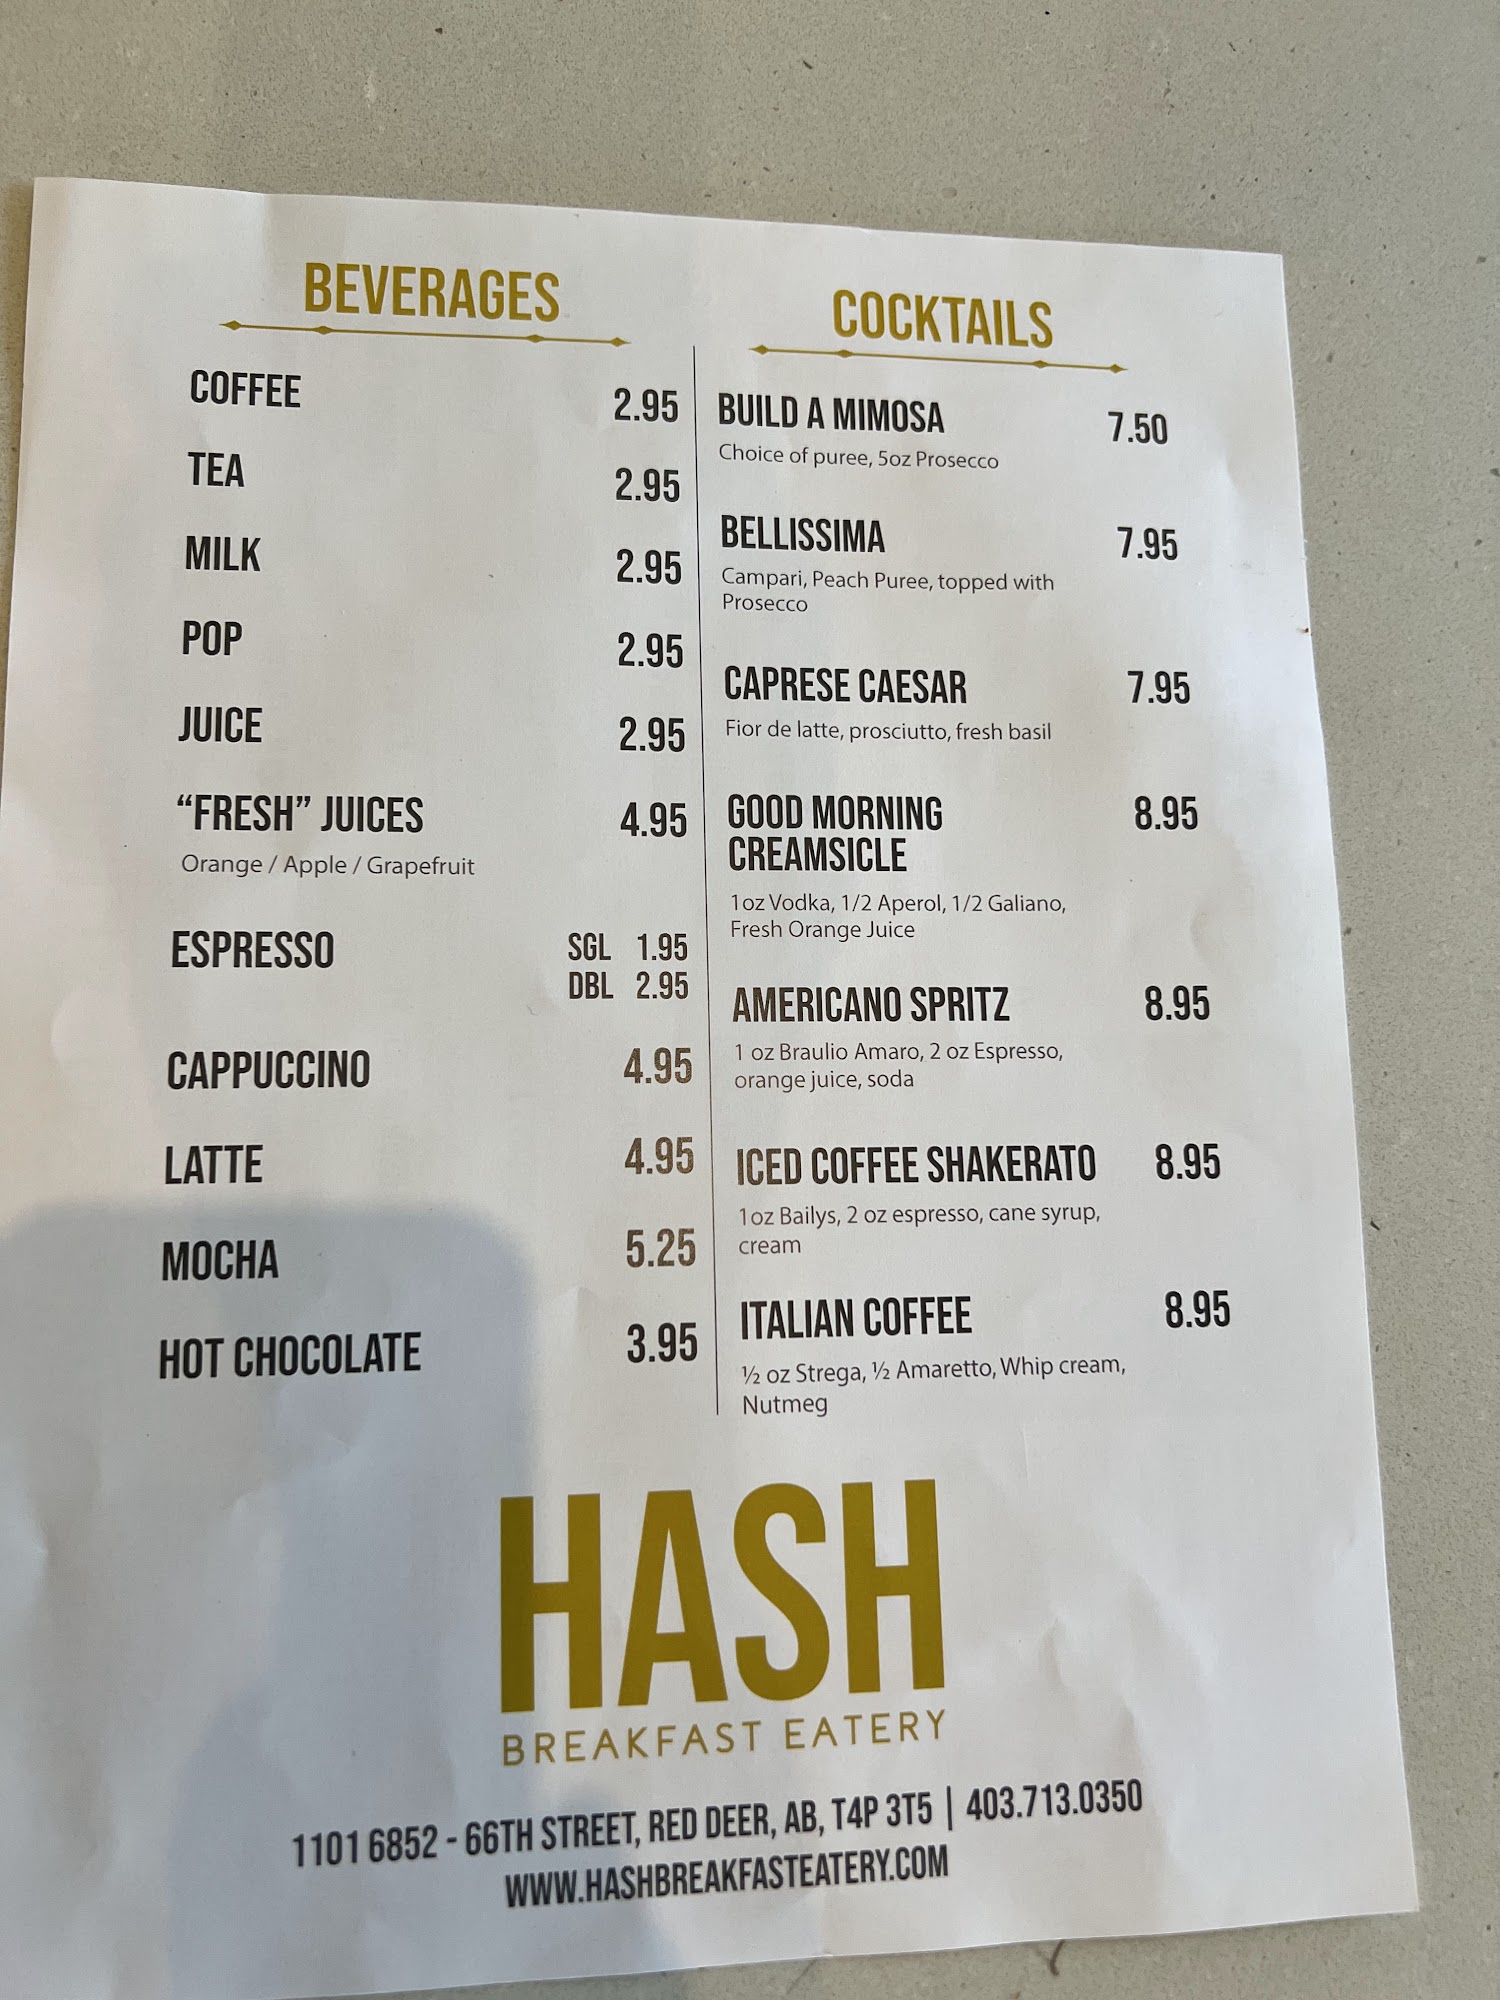 BEVERAGES
COFFEE 2.95
TEA 2.95
MILK 2.95
POP 2.95
JUICE 2.95
“FRESH” JUICES 4.95
Orange / Apple / Grapefruit
ESPRESSO SGL 1.95
DBL 2.95
CAPPUCCINO 4.95
LATTE 4.95
MOCHA 5.25
HOT CHOCOLATE 3.95
COCKTAILS
BUILD A MIMOSA 7.50
Choice of puree, 5oz Prosecco
BELLISSIMA 7.95
Campari, Peach Puree, topped with
Prosecco
CAPRESE CAESAR 7.95
Fior de latte, prosciutto, fresh basil
GOOD MORNING 8.95
CREAMSICLE
1oz Vodka, 1/2 Aperol, 1/2 Galiano,
Fresh Orange Juice
AMERICANO SPRITZ 8.95
1 oz Braulio Amaro, 2 oz Espresso,
orange juice, soda
ICED COFFEE SHAKERATO 8.95
1oz Bailys, 2 oz espresso, cane syrup,
cream
ITALIAN COFFEE 8.95
½ oz Strega, ½ Amaretto, Whip cream,
Nutmeg
HASH
BREAKFAST EATERY
1101 6852 - 66TH STREET, RED DEER, AB, T4P 3T5 | 403.713.0350
WWW.HASHBREAKFASTEATERY.COM